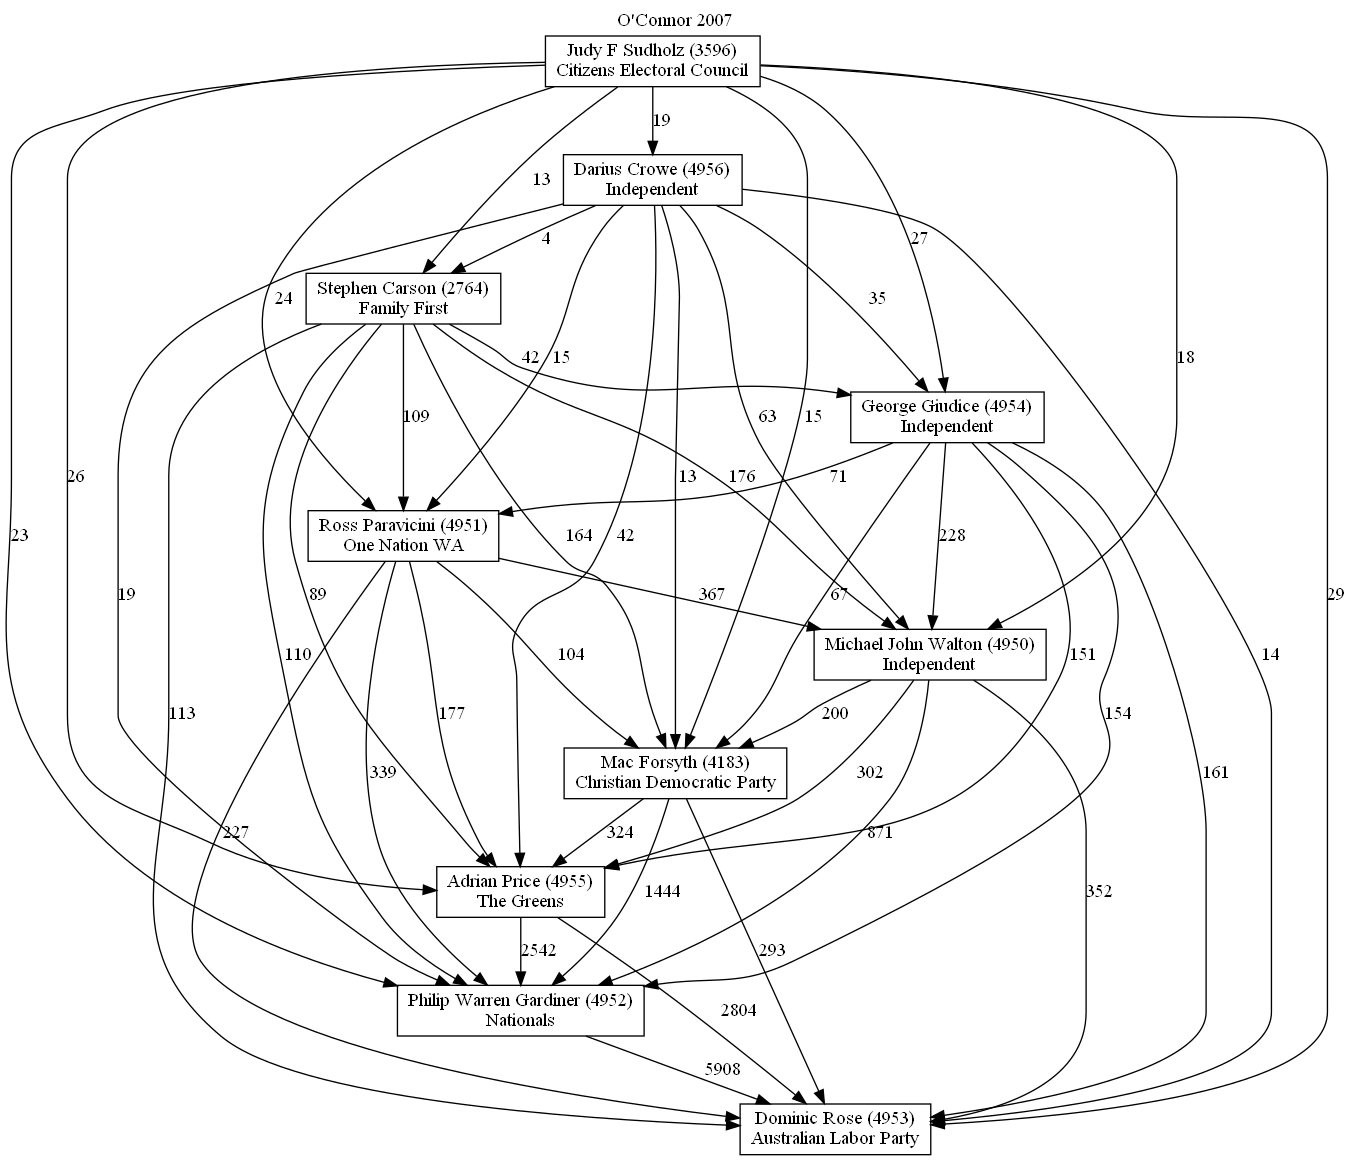 O'Connor 2007
Judy F Sudholz (3596)
Citizens Electoral Council
19
Darius Crowe (4956)
Independent
13
4
27
Stephen Carson (2764)
Family First
24
35
42
15
18
George Giudice (4954)
Independent
109
63
15
26
13
176
71
Ross Paravicini (4951)
One Nation WA
23
164
42
228
19
89
367
67
29
Michael John Walton (4950)
Independent
110
104
151
14
113
177
200
154
Mac Forsyth (4183)
Christian Democratic Party
339
302
161
227
324
871
Adrian Price (4955)
The Greens
1444
352
2542
293
Philip Warren Gardiner (4952)
Nationals
2804
5908
Dominic Rose (4953)
Australian Labor Party